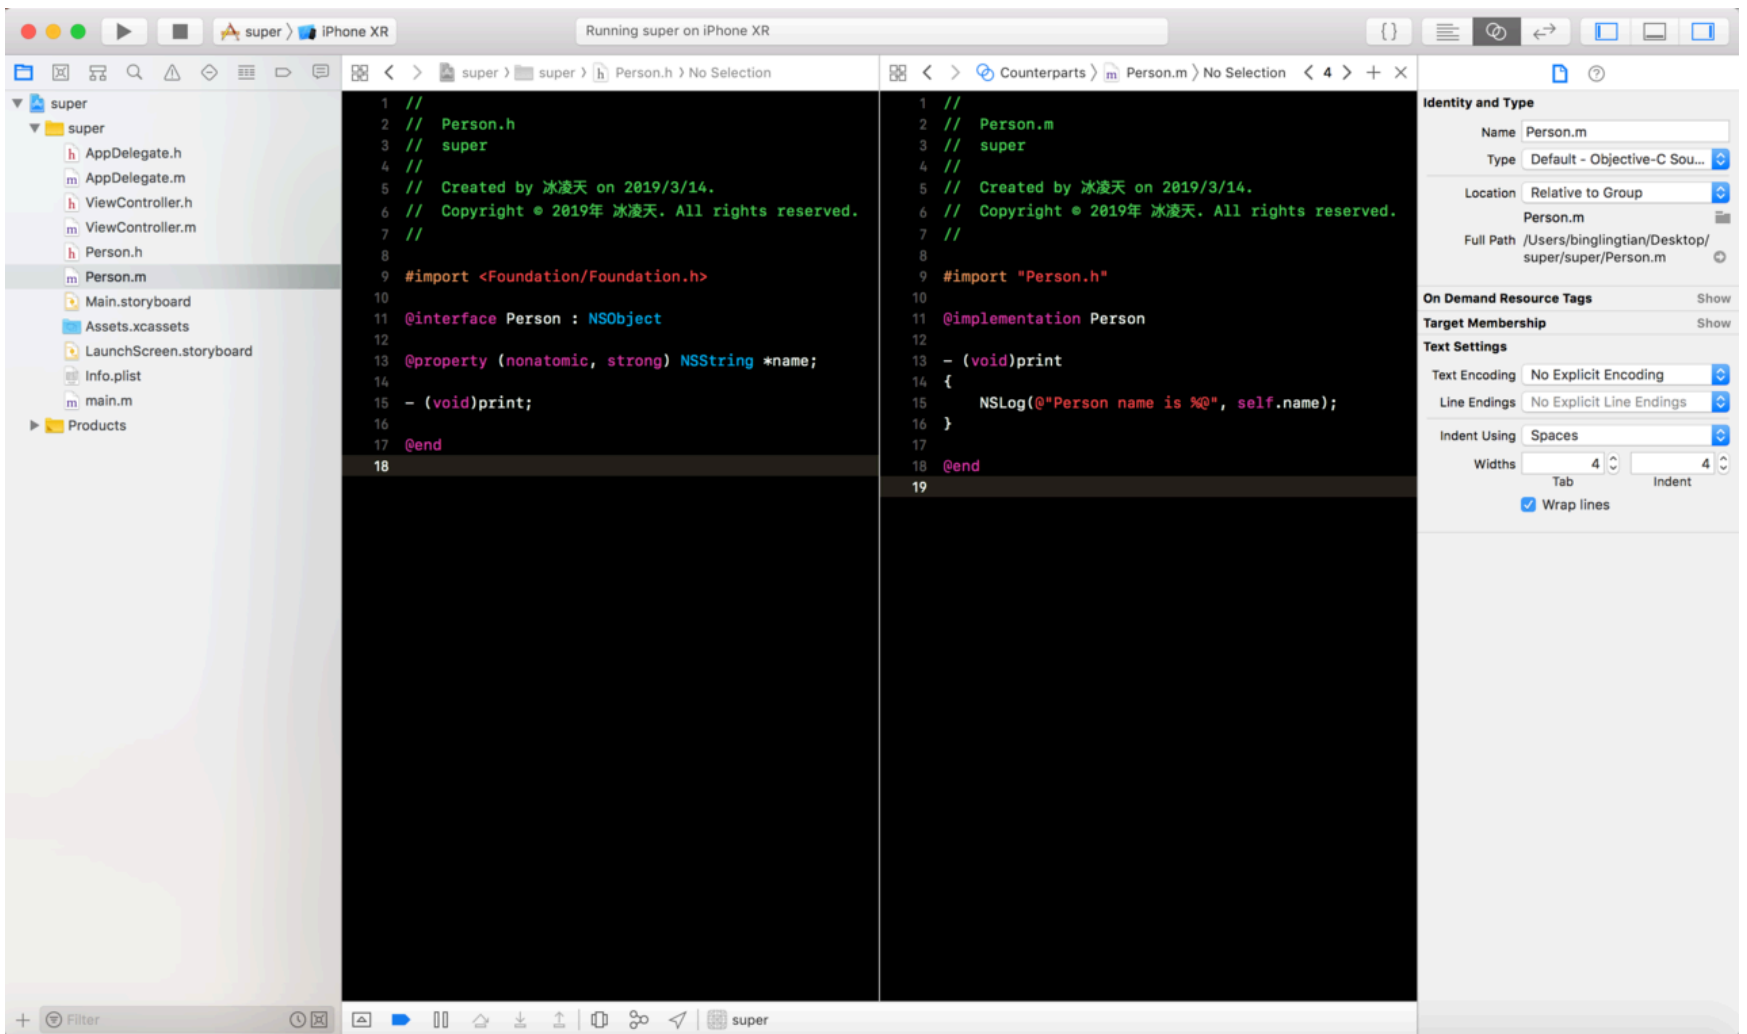 super 〉 iPhone XR
Running super on iPhone XR
{}
super 〉 super 〉 h Person.h 〉 No Selection
Counterparts 〉 m Person.m 〉 No Selection < 4 > + ×
super
super
h AppDelegate.h
m AppDelegate.m
h ViewController.h
m ViewController.m
h Person.h
m Person.m
Main.storyboard
Assets.xcassets
LaunchScreen.storyboard
Info.plist
m main.m
Products
Filter
1 //
2 //  Person.h
3 //  super
4 //
5 //  Created by 冰凌天 on 2019/3/14.
6 //  Copyright © 2019年 冰凌天. All rights reserved.
7 //
8
9 #import <Foundation/Foundation.h>
10
11 @interface Person : NSObject
12
13 @property (nonatomic, strong) NSString *name;
14
15 - (void)print;
16
17 @end
18
1 //
2 //  Person.m
3 //  super
4 //
5 //  Created by 冰凌天 on 2019/3/14.
6 //  Copyright © 2019年 冰凌天. All rights reserved.
7 //
8
9 #import "Person.h"
10
11 @implementation Person
12
13 - (void)print
14 {
15     NSLog(@"Person name is %@", self.name);
16 }
17
18 @end
19
super
Identity and Type
Name Person.m
Type Default - Objective-C Sou...
Location Relative to Group
Person.m
Full Path /Users/binglingtian/Desktop/
super/super/Person.m
On Demand Resource Tags Show
Target Membership Show
Text Settings
Text Encoding No Explicit Encoding
Line Endings No Explicit Line Endings
Indent Using Spaces
Widths 4 4
Tab Indent
Wrap lines